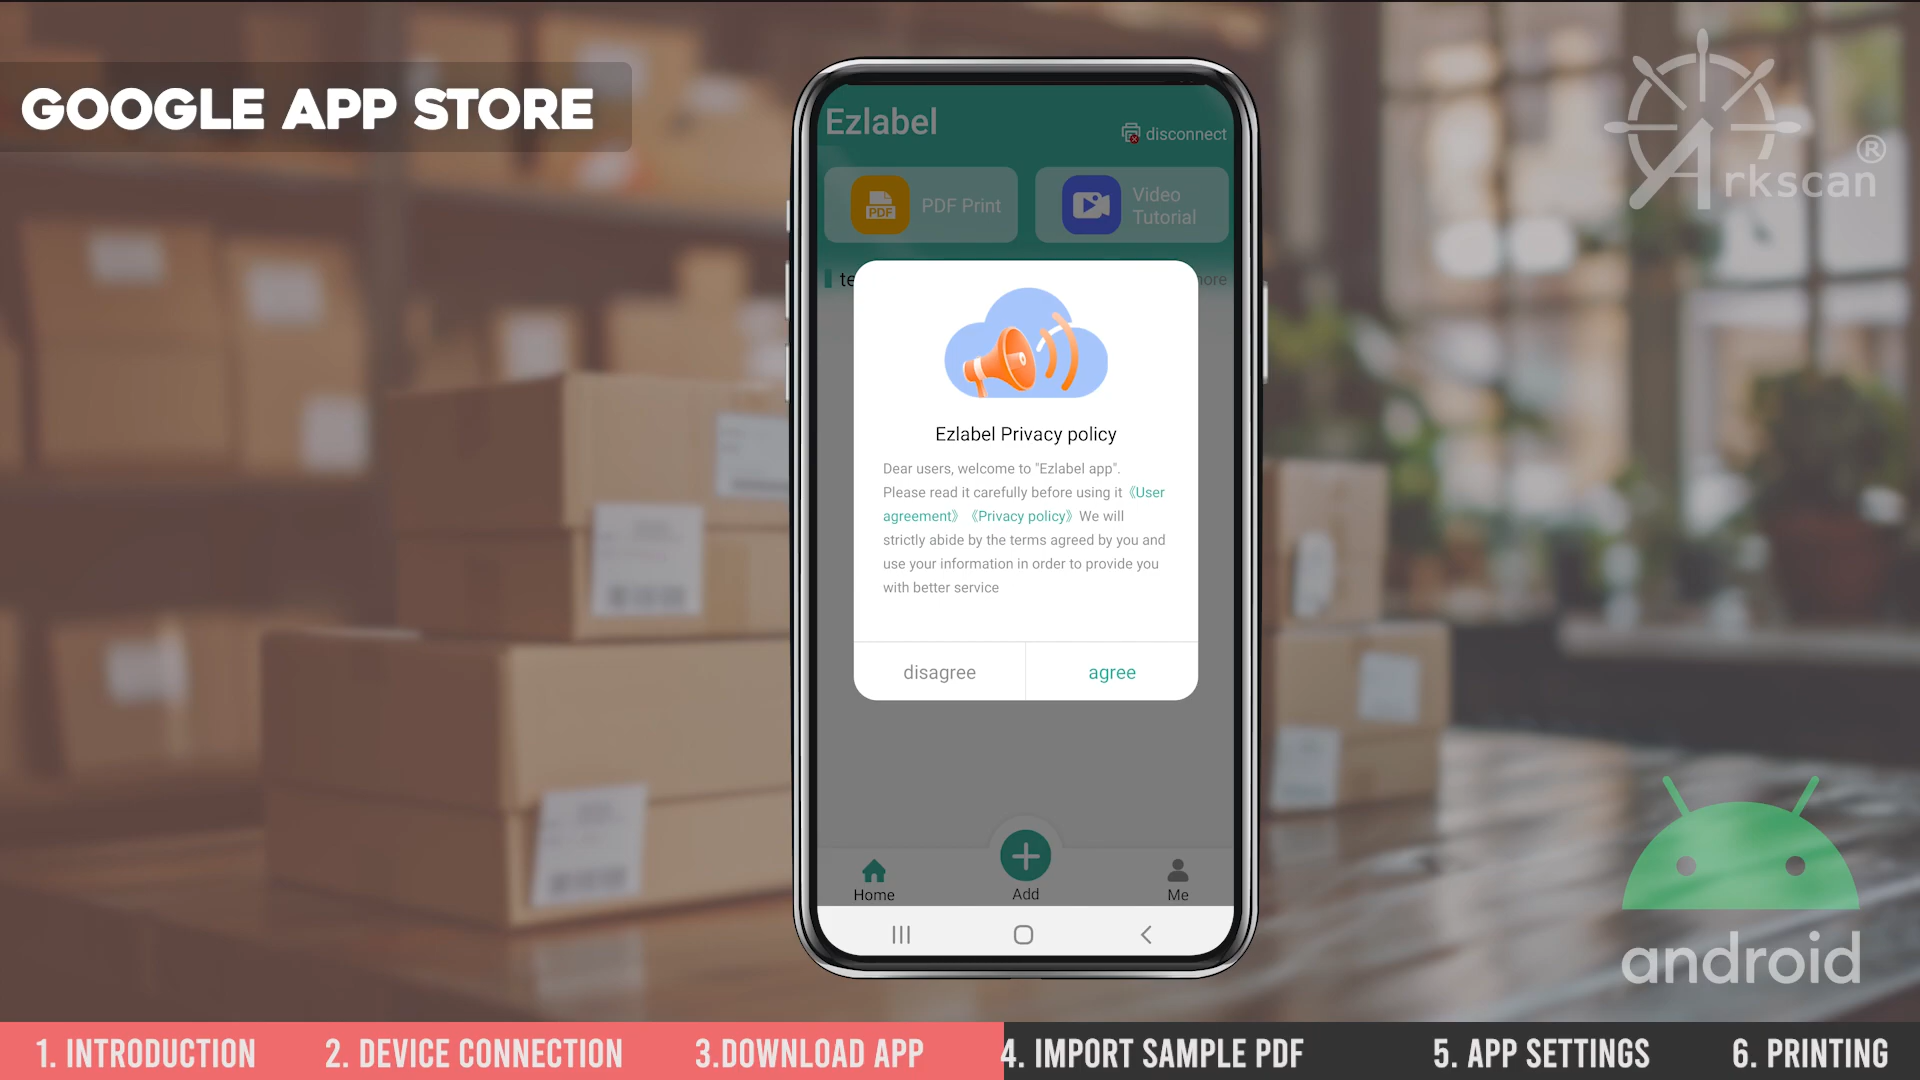 GOOGLE APP STORE
Arkscan®
Ezlabel
disconnect
PDF
PDF Print
Video
Tutorial
te
more
Ezlabel Privacy policy
Dear users, welcome to "Ezlabel app".
Please read it carefully before using it《User
agreement》《Privacy policy》We will
strictly abide by the terms agreed by you and
use your information in order to provide you
with better service
disagree
agree
Home
Add
Me
android
1. INTRODUCTION
2. DEVICE CONNECTION
3.DOWNLOAD APP
4. IMPORT SAMPLE PDF
5. APP SETTINGS
6. PRINTING